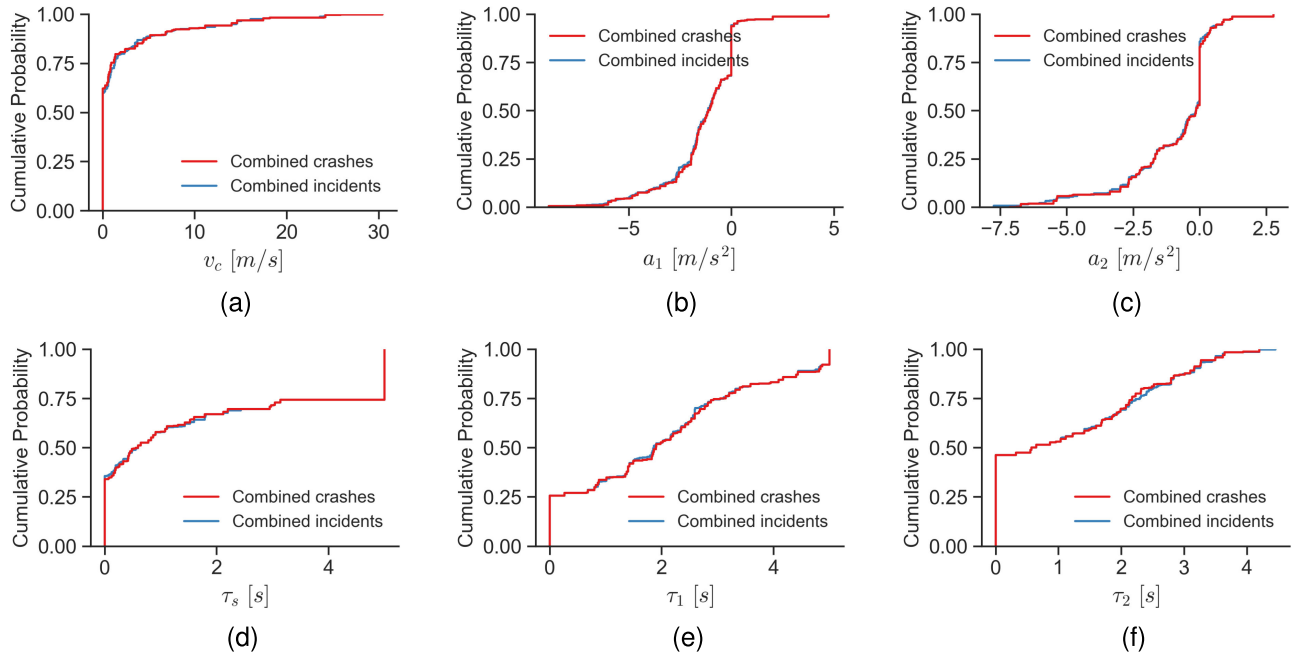 1.00
0.75
0.50
0.25
0.00
Cumulative Probability
Combined crashes
Combined incidents
0 10 20 30
v_c [m/s]
(a)
1.00
0.75
0.50
0.25
0.00
Cumulative Probability
Combined crashes
Combined incidents
−5 0 5
a_1 [m/s^2]
(b)
1.00
0.75
0.50
0.25
0.00
Cumulative Probability
Combined crashes
Combined incidents
−7.5 −5.0 −2.5 0.0 2.5
a_2 [m/s^2]
(c)
1.00
0.75
0.50
0.25
0.00
Cumulative Probability
Combined crashes
Combined incidents
0 2 4
τ_s [s]
(d)
1.00
0.75
0.50
0.25
0.00
Cumulative Probability
Combined crashes
Combined incidents
0 2 4
τ_1 [s]
(e)
1.00
0.75
0.50
0.25
0.00
Cumulative Probability
Combined crashes
Combined incidents
0 1 2 3 4
τ_2 [s]
(f)